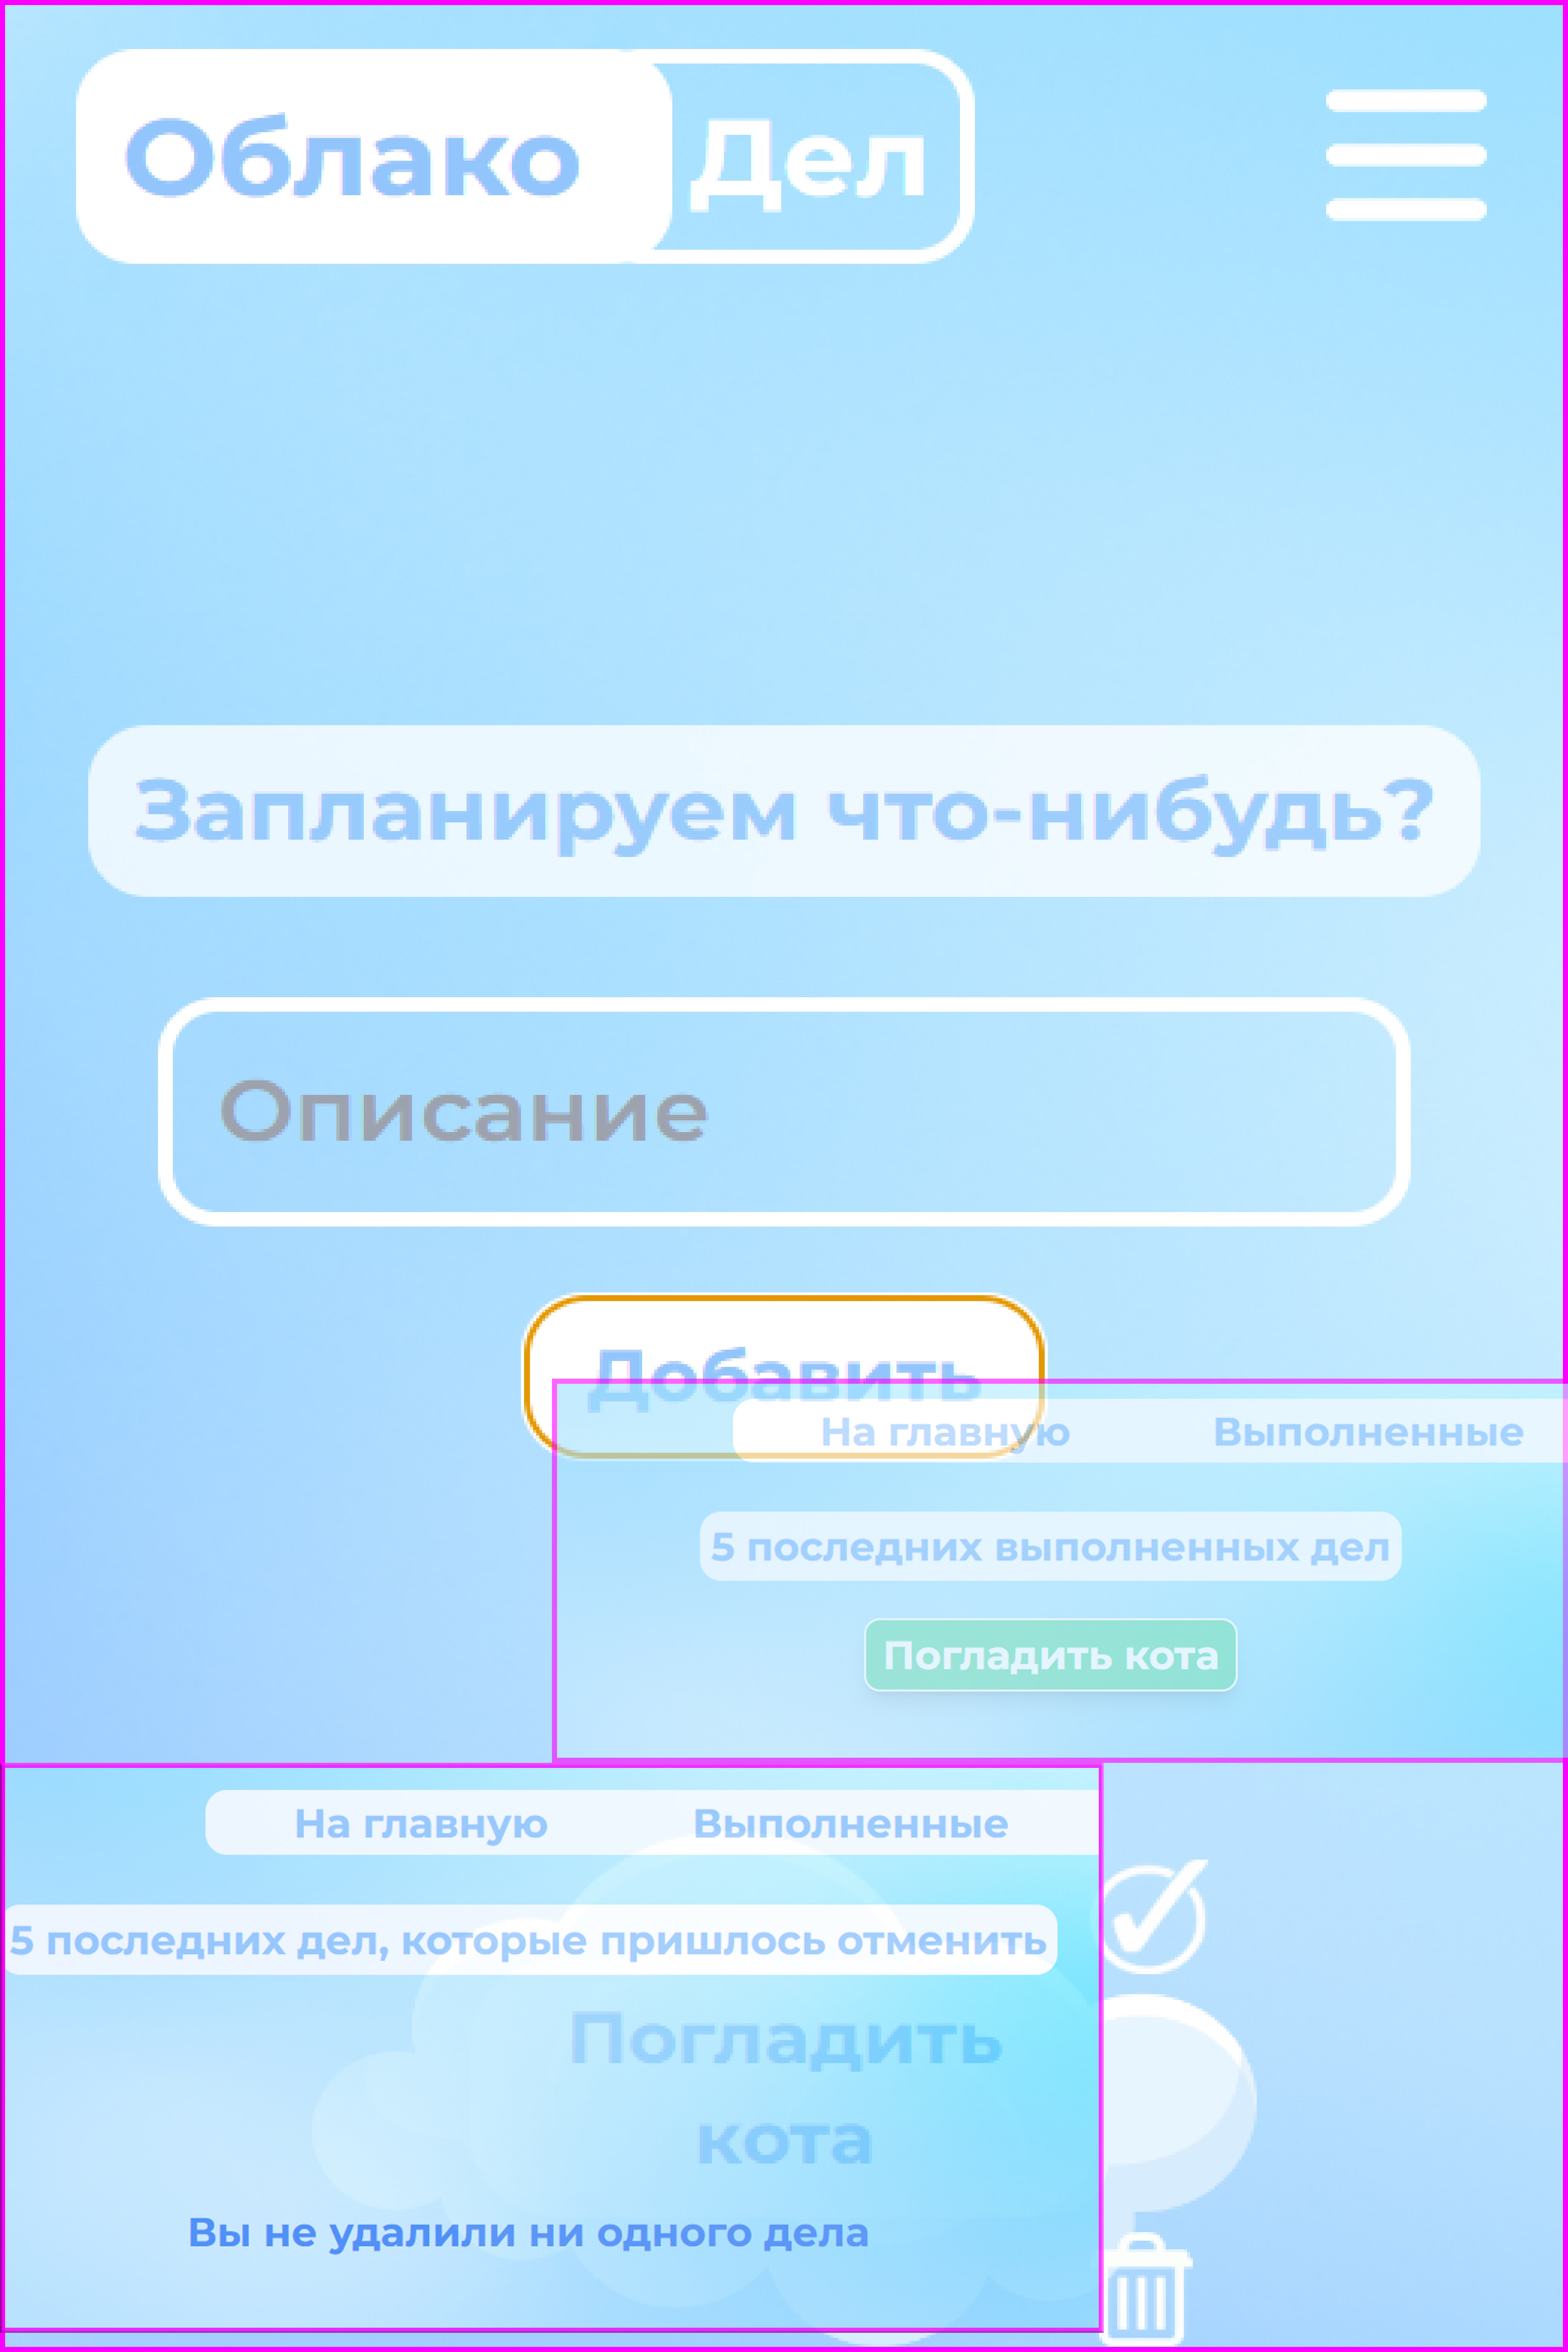 Облако Дел
Запланируем что-нибудь?
Описание
Добавить
На главную Выполненные
5 последних выполненных дел
Погладить кота
На главную Выполненные
5 последних дел, которые пришлось отменить
Погладить
кота
Вы не удалили ни одного дела